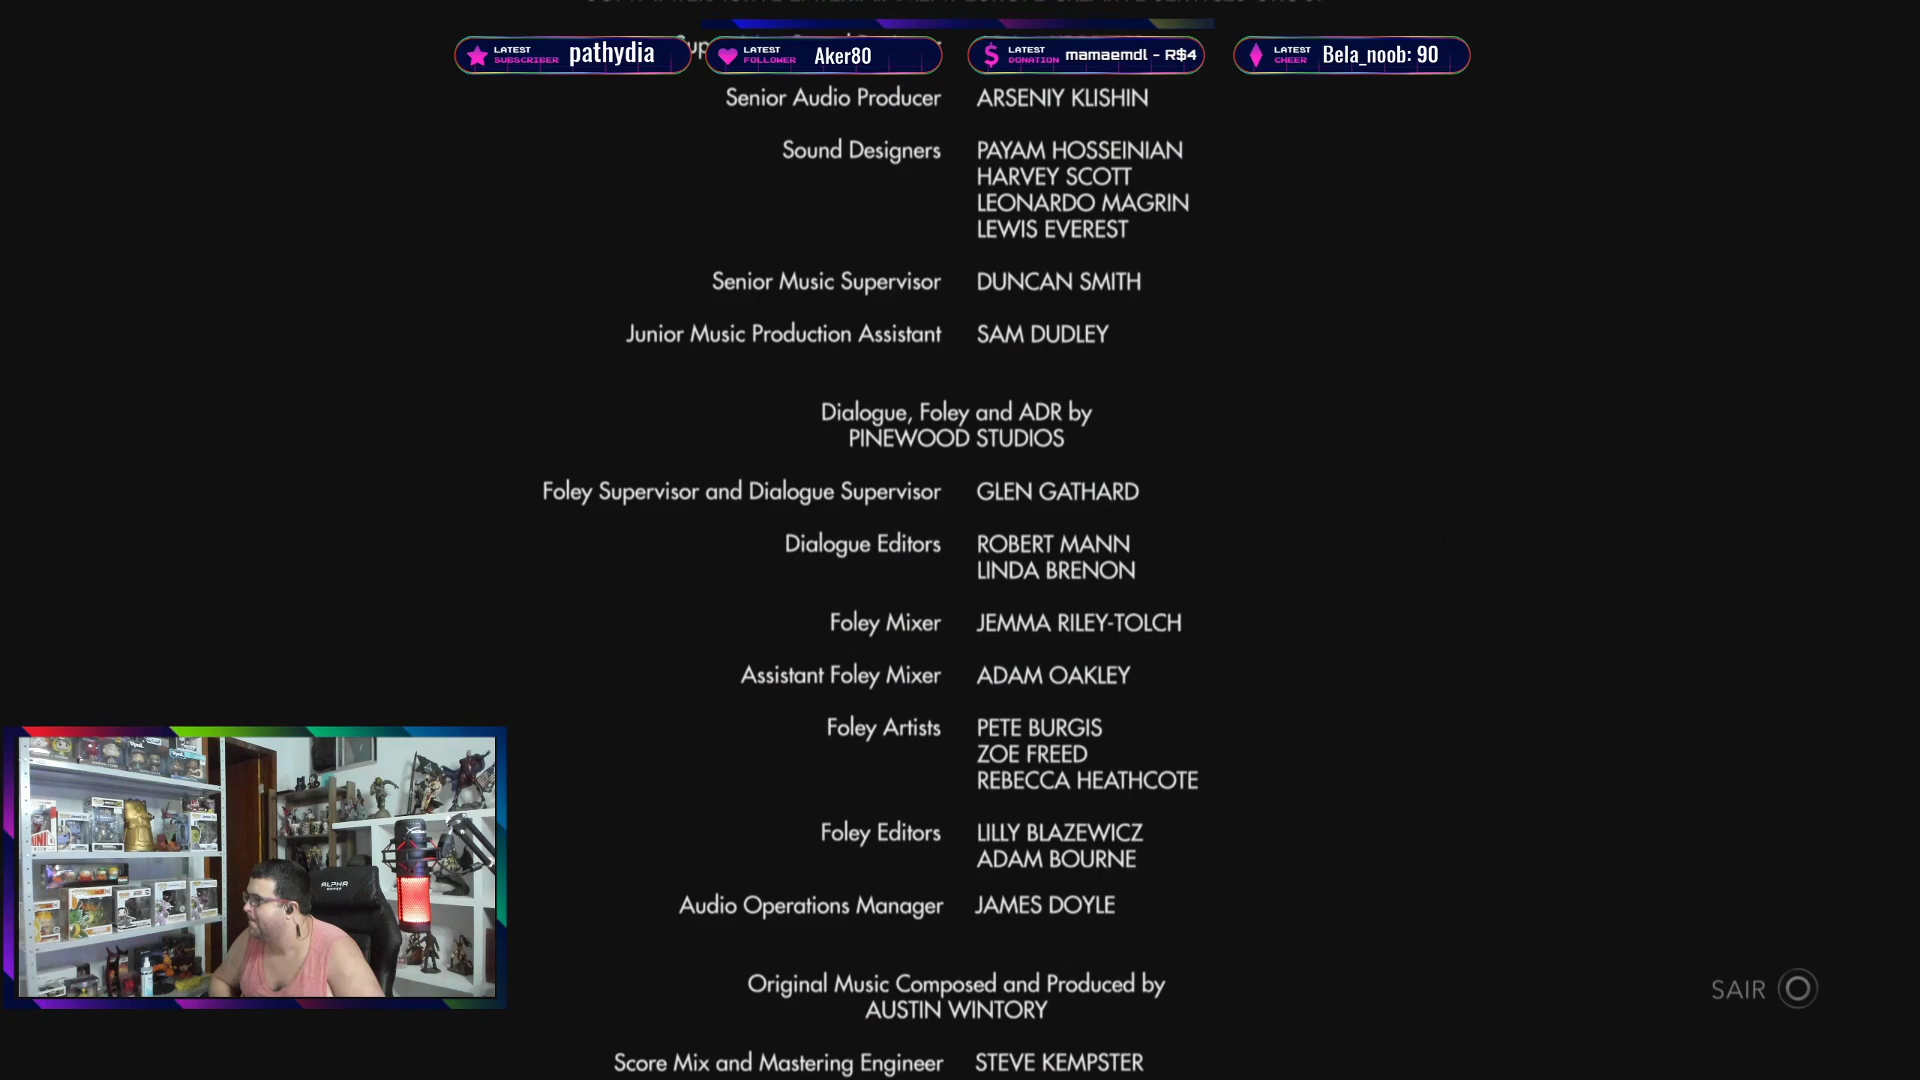 LATEST SUBSCRIBER pathydia
LATEST FOLLOWER Aker80
LATEST DONATION mamaemdl - R$4
LATEST CHEER Bela_noob: 90
Senior Audio Producer ARSENIY KLISHIN
Sound Designers PAYAM HOSSEINIAN
HARVEY SCOTT
LEONARDO MAGRIN
LEWIS EVEREST
Senior Music Supervisor DUNCAN SMITH
Junior Music Production Assistant SAM DUDLEY
Dialogue, Foley and ADR by
PINEWOOD STUDIOS
Foley Supervisor and Dialogue Supervisor GLEN GATHARD
Dialogue Editors ROBERT MANN
LINDA BRENON
Foley Mixer JEMMA RILEY-TOLCH
Assistant Foley Mixer ADAM OAKLEY
Foley Artists PETE BURGIS
ZOE FREED
REBECCA HEATHCOTE
Foley Editors LILLY BLAZEWICZ
ADAM BOURNE
Audio Operations Manager JAMES DOYLE
Original Music Composed and Produced by
AUSTIN WINTORY
Score Mix and Mastering Engineer STEVE KEMPSTER
SAIR
ALPHA